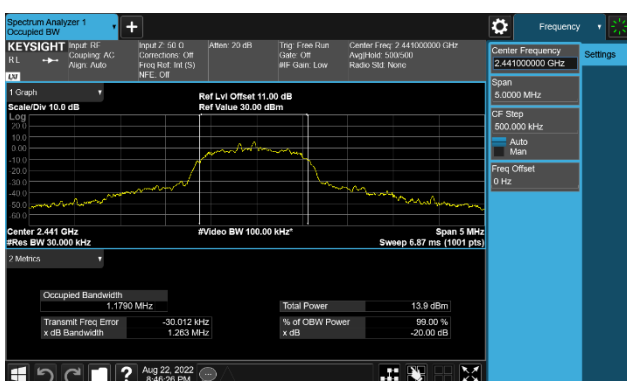 Spectrum Analyzer 1
Occupied BW
Frequency
KEYSIGHT
RL
Input: RF
Coupling: AC
Align: Auto
Input Z: 50 Ω
Corrections: Off
Freq Ref: Int (S)
NFE: Off
Atten: 20 dB
Trig: Free Run
Gate: Off
#IF Gain: Low
Center Freq: 2.441000000 GHz
Avg|Hold: 500/500
Radio Std: None
LXI
Center Frequency
2.441000000 GHz
Settings
Span
5.0000 MHz
CF Step
500.000 kHz
Auto
Man
Freq Offset
0 Hz
1 Graph
Scale/Div 10.0 dB
Ref Lvl Offset 11.00 dB
Ref Value 30.00 dBm
Log
20.0
10.0
0.00
-10.0
-20.0
-30.0
-40.0
-50.0
-60.0
Center 2.441 GHz
#Res BW 30.000 kHz
#Video BW 100.00 kHz*
Span 5 MHz
Sweep 6.87 ms (1001 pts)
2 Metrics
Occupied Bandwidth
1.1790 MHz
Total Power 13.9 dBm
Transmit Freq Error -30.012 kHz
% of OBW Power 99.00 %
x dB Bandwidth 1.263 MHz
x dB -20.00 dB
Aug 22, 2022
8:46:26 PM